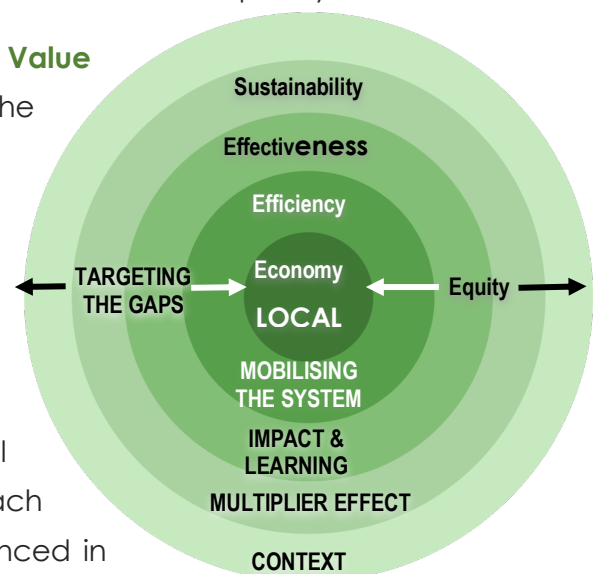 Value
he
Sustainability
Effectiveness
Efficiency
Economy
LOCAL
TARGETING
THE GAPS
Equity
MOBILISING
THE SYSTEM
IMPACT &
LEARNING
MULTIPLIER EFFECT
CONTEXT
ach
nced in